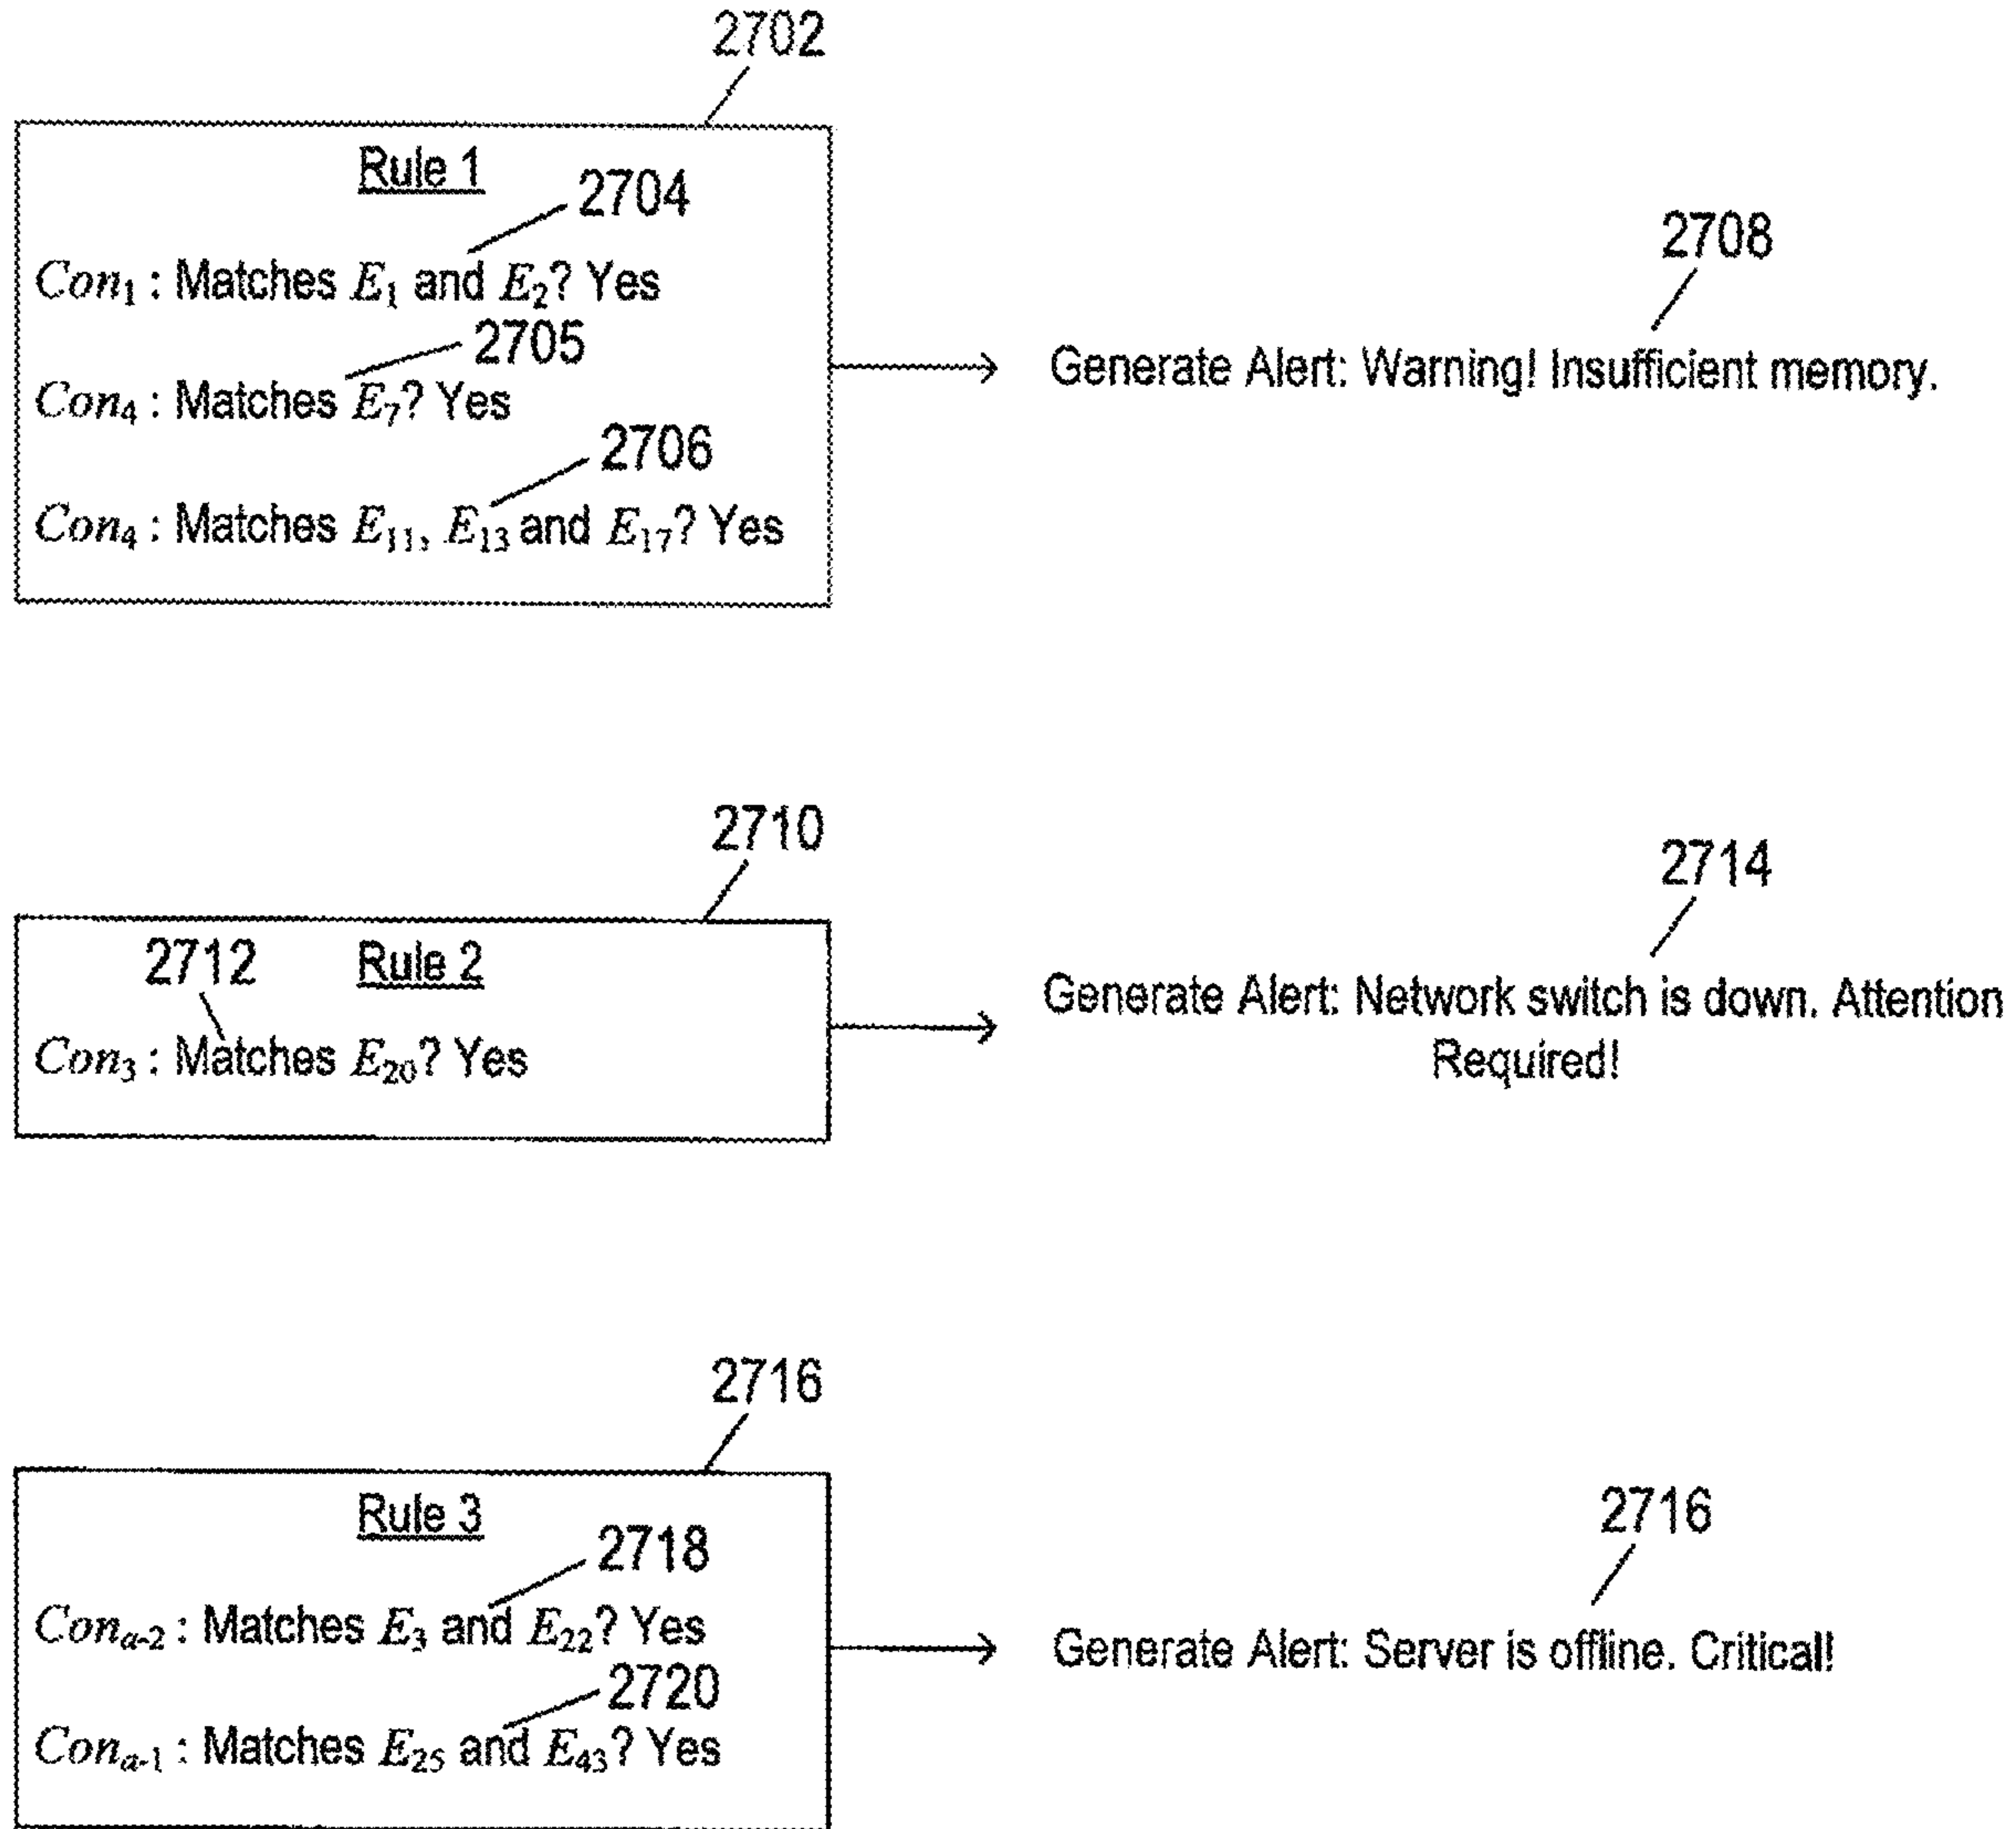 2702
Rule 1
2704
Con₁ : Matches E₁ and E₂? Yes
2705
Con₄ : Matches E₇? Yes
2706
Con₄ : Matches E₁₁, E₁₃ and E₁₇? Yes
2708
Generate Alert: Warning! Insufficient memory.
2710
2712
Rule 2
Con₃ : Matches E₂₀? Yes
2714
Generate Alert: Network switch is down. Attention
Required!
2716
Rule 3
2718
Conₐ₋₂ : Matches E₃ and E₂₂? Yes
2720
Conₐ₋₁ : Matches E₂₅ and E₄₃? Yes
2716
Generate Alert: Server is offline. Critical!